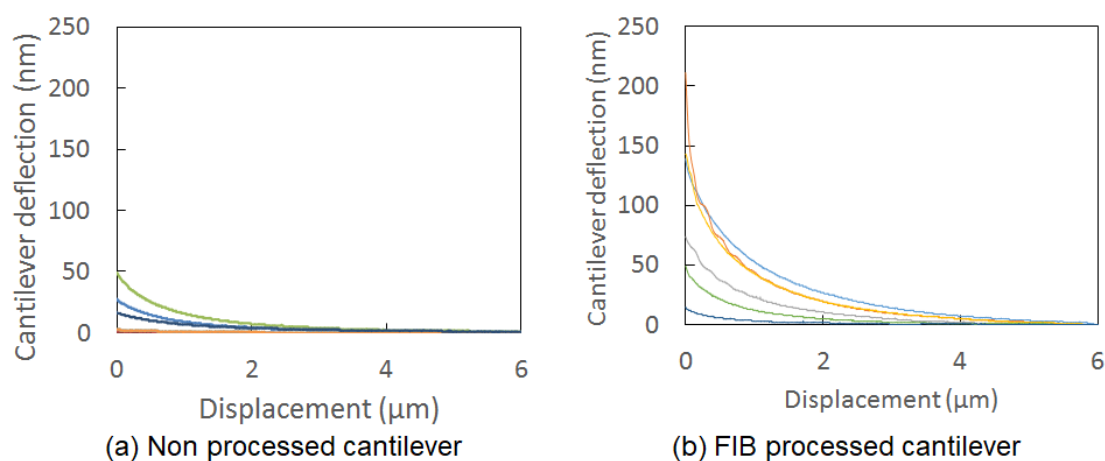 Cantilever deflection (nm)
250
200
150
100
50
0
0 2 4 6
Displacement (μm)
(a) Non processed cantilever
Cantilever deflection (nm)
250
200
150
100
50
0
0 2 4 6
Displacement (μm)
(b) FIB processed cantilever